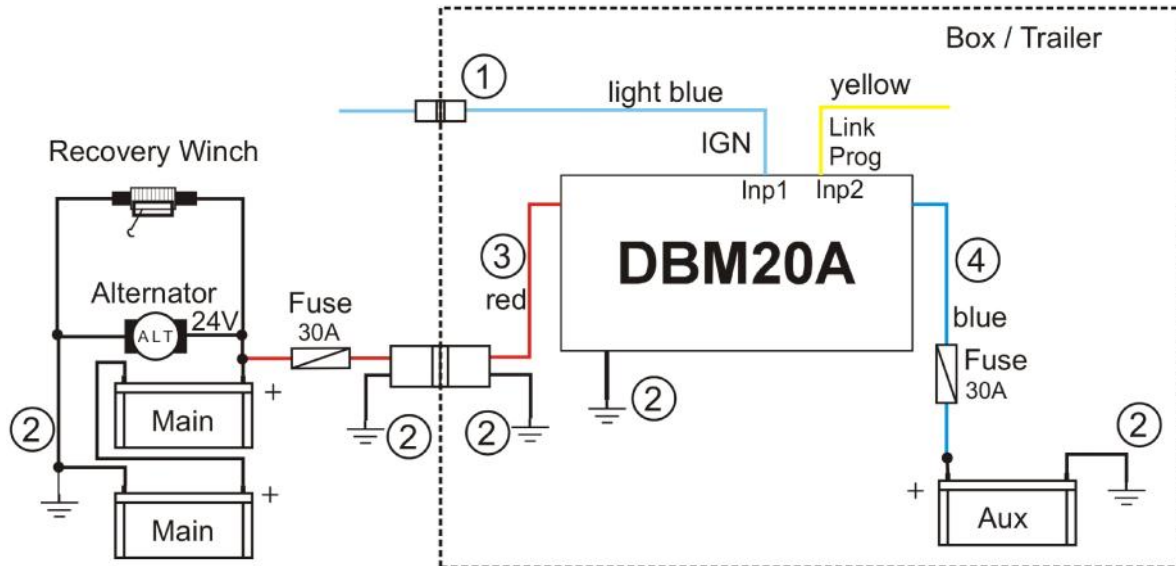 Box / Trailer
1
light blue
yellow
IGN
Link
Prog
Recovery Winch
Inp1
Inp2
DBM20A
3
red
4
blue
Alternator
ALT
24V
Fuse
30A
Fuse
30A
+
Main
2
2
2
2
2
+
Main
+
Aux